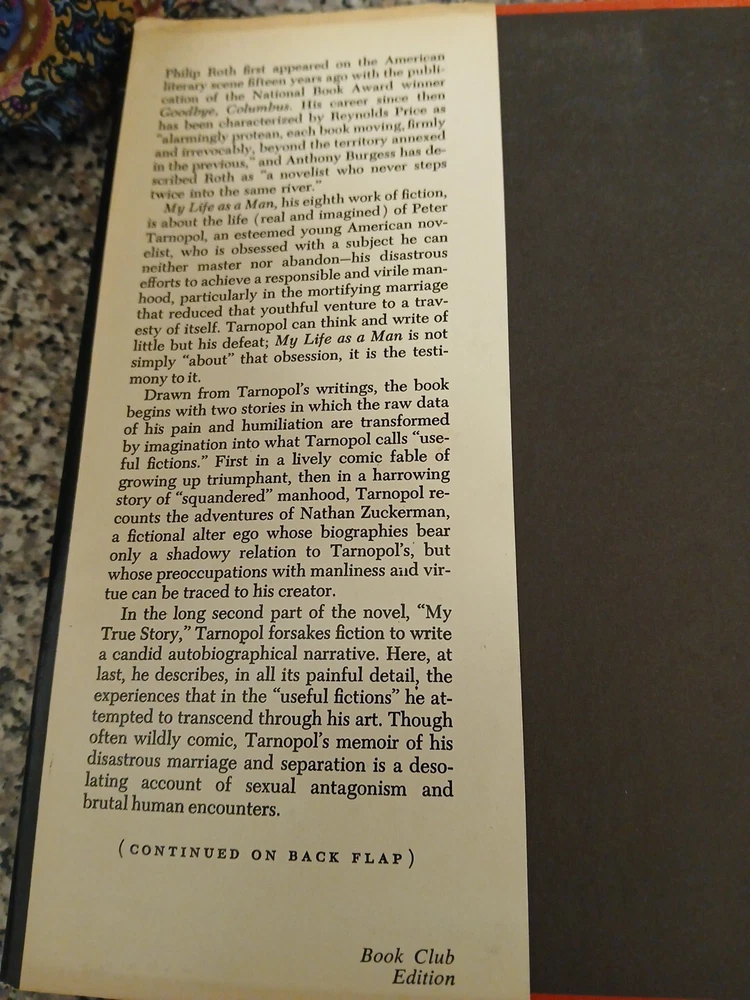 Philip Roth first appeared on the American
literary scene fifteen years ago with the publi-
cation of the National Book Award winner
Goodbye, Columbus. His career since then
has been characterized by Reynolds Price as
"alarmingly protean, each book moving, firmly
and irrevocably, beyond the territory annexed
in the previous," and Anthony Burgess has de-
scribed Roth as "a novelist who never steps
twice into the same river."
My Life as a Man, his eighth work of fiction,
is about the life (real and imagined) of Peter
Tarnopol, an esteemed young American nov-
elist, who is obsessed with a subject he can
neither master nor abandon—his disastrous
efforts to achieve a responsible and virile man-
hood, particularly in the mortifying marriage
that reduced that youthful venture to a trav-
esty of itself. Tarnopol can think and write of
little but his defeat; My Life as a Man is not
simply "about" that obsession, it is the testi-
mony to it.
Drawn from Tarnopol's writings, the book
begins with two stories in which the raw data
of his pain and humiliation are transformed
by imagination into what Tarnopol calls "use-
ful fictions." First in a lively comic fable of
growing up triumphant, then in a harrowing
story of "squandered" manhood, Tarnopol re-
counts the adventures of Nathan Zuckerman,
a fictional alter ego whose biographies bear
only a shadowy relation to Tarnopol's, but
whose preoccupations with manliness and vir-
tue can be traced to his creator.
In the long second part of the novel, "My
True Story," Tarnopol forsakes fiction to write
a candid autobiographical narrative. Here, at
last, he describes, in all its painful detail, the
experiences that in the "useful fictions" he at-
tempted to transcend through his art. Though
often wildly comic, Tarnopol's memoir of his
disastrous marriage and separation is a deso-
lating account of sexual antagonism and
brutal human encounters.
(CONTINUED ON BACK FLAP)
Book Club
Edition